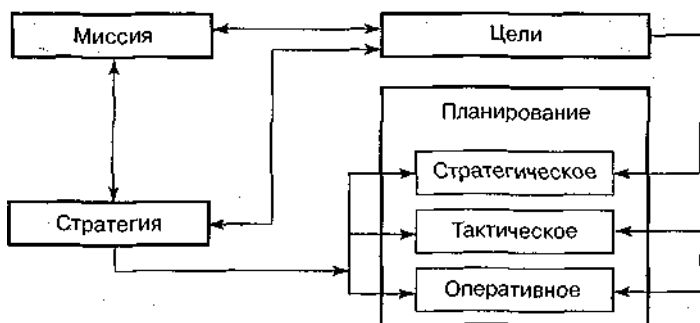 Миссия
Цели
Планирование
Стратегическое
Стратегия
Тактическое
Оперативное